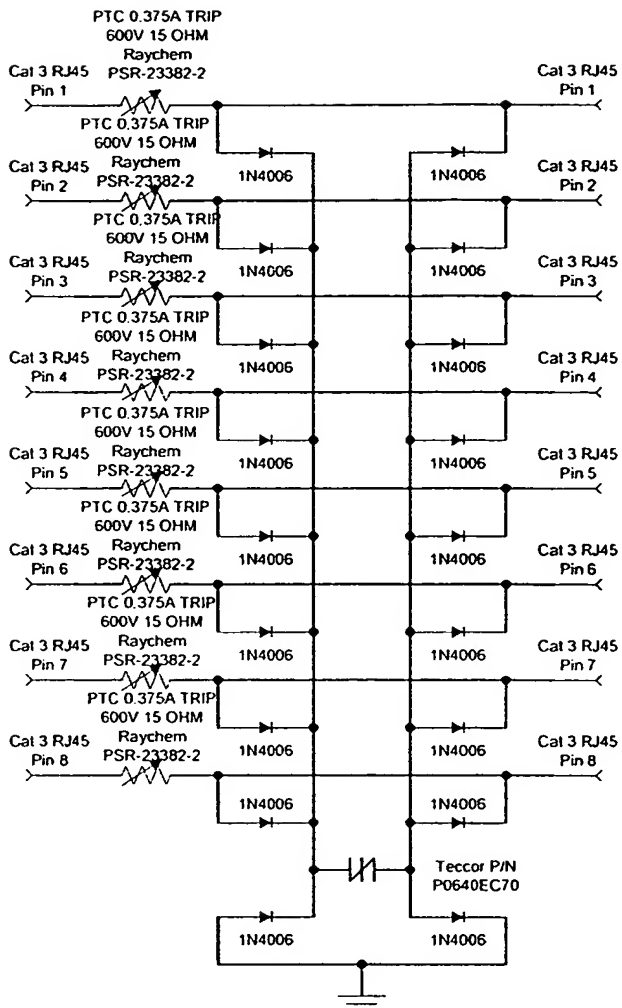 PTC 0.375A TRIP
600V 15 OHM
Raychem
PSR-23382-2
Cat 3 RJ45
Pin 1
Cat 3 RJ45
Pin 1
1N4006
1N4006
PTC 0.375A TRIP
600V 15 OHM
Raychem
PSR-23382-2
Cat 3 RJ45
Pin 2
Cat 3 RJ45
Pin 2
1N4006
1N4006
PTC 0.375A TRIP
600V 15 OHM
Raychem
PSR-23382-2
Cat 3 RJ45
Pin 3
Cat 3 RJ45
Pin 3
1N4006
1N4006
PTC 0.375A TRIP
600V 15 OHM
Raychem
PSR-23382-2
Cat 3 RJ45
Pin 4
Cat 3 RJ45
Pin 4
1N4006
1N4006
PTC 0.375A TRIP
600V 15 OHM
Raychem
PSR-23382-2
Cat 3 RJ45
Pin 5
Cat 3 RJ45
Pin 5
1N4006
1N4006
PTC 0.375A TRIP
600V 15 OHM
Raychem
PSR-23382-2
Cat 3 RJ45
Pin 6
Cat 3 RJ45
Pin 6
1N4006
1N4006
PTC 0.375A TRIP
600V 15 OHM
Raychem
PSR-23382-2
Cat 3 RJ45
Pin 7
Cat 3 RJ45
Pin 7
1N4006
1N4006
PTC 0.375A TRIP
600V 15 OHM
Raychem
PSR-23382-2
Cat 3 RJ45
Pin 8
Cat 3 RJ45
Pin 8
1N4006
1N4006
Teccor P/N
P0640EC70
1N4006
1N4006